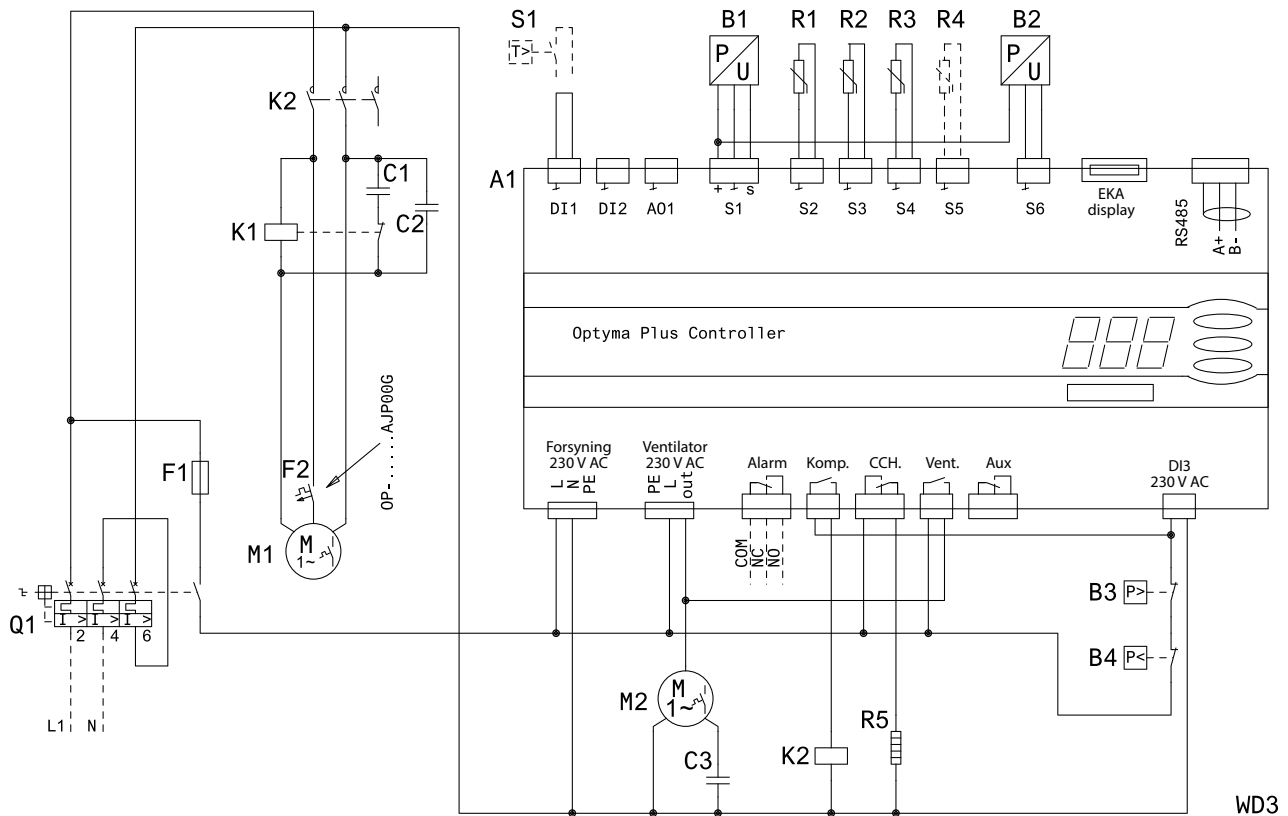 S1 B1 R1 R2 R3 R4 B2
T> P U P U
K2
A1
+ s
DI1 DI2 AO1 S1 S2 S3 S4 S5 S6 EKA display RS485 A+ B-
C1
K1 C2
Optyma Plus Controller
OP-......AJP00G
F1 F2
Forsyning 230 V AC
L N PE
Ventilator 230 V AC
PE L out
Alarm Komp. CCH. Vent. Aux
DI3 230 V AC
M1 M 1~
COM NC NO
B3 P>
Q1 I > I > I >
2 4 6
B4 P<
M2 M 1~
L1 N
R5
C3 K2
WD3